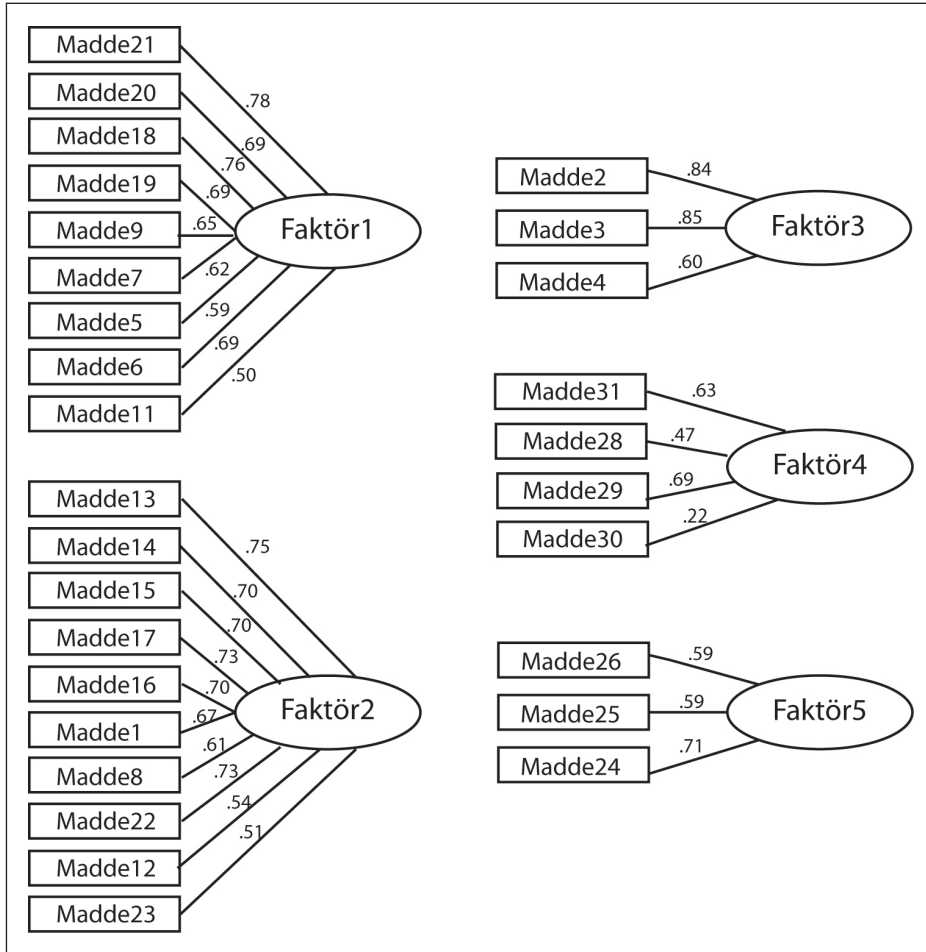 Madde21
.78
Madde20
.69
Madde18
.76
Madde19
.69
Madde9
.65
Madde7
.62
Madde5
.59
Madde6
.69
Madde11
.50
Faktör1
Madde13
.75
Madde14
.70
Madde15
.70
Madde17
.73
Madde16
.70
Madde1
.67
Madde8
.61
Madde22
.73
Madde12
.54
Madde23
.51
Faktör2
Madde2
.84
Madde3
.85
Madde4
.60
Faktör3
Madde31
.63
Madde28
.47
Madde29
.69
Madde30
.22
Faktör4
Madde26
.59
Madde25
.59
Madde24
.71
Faktör5